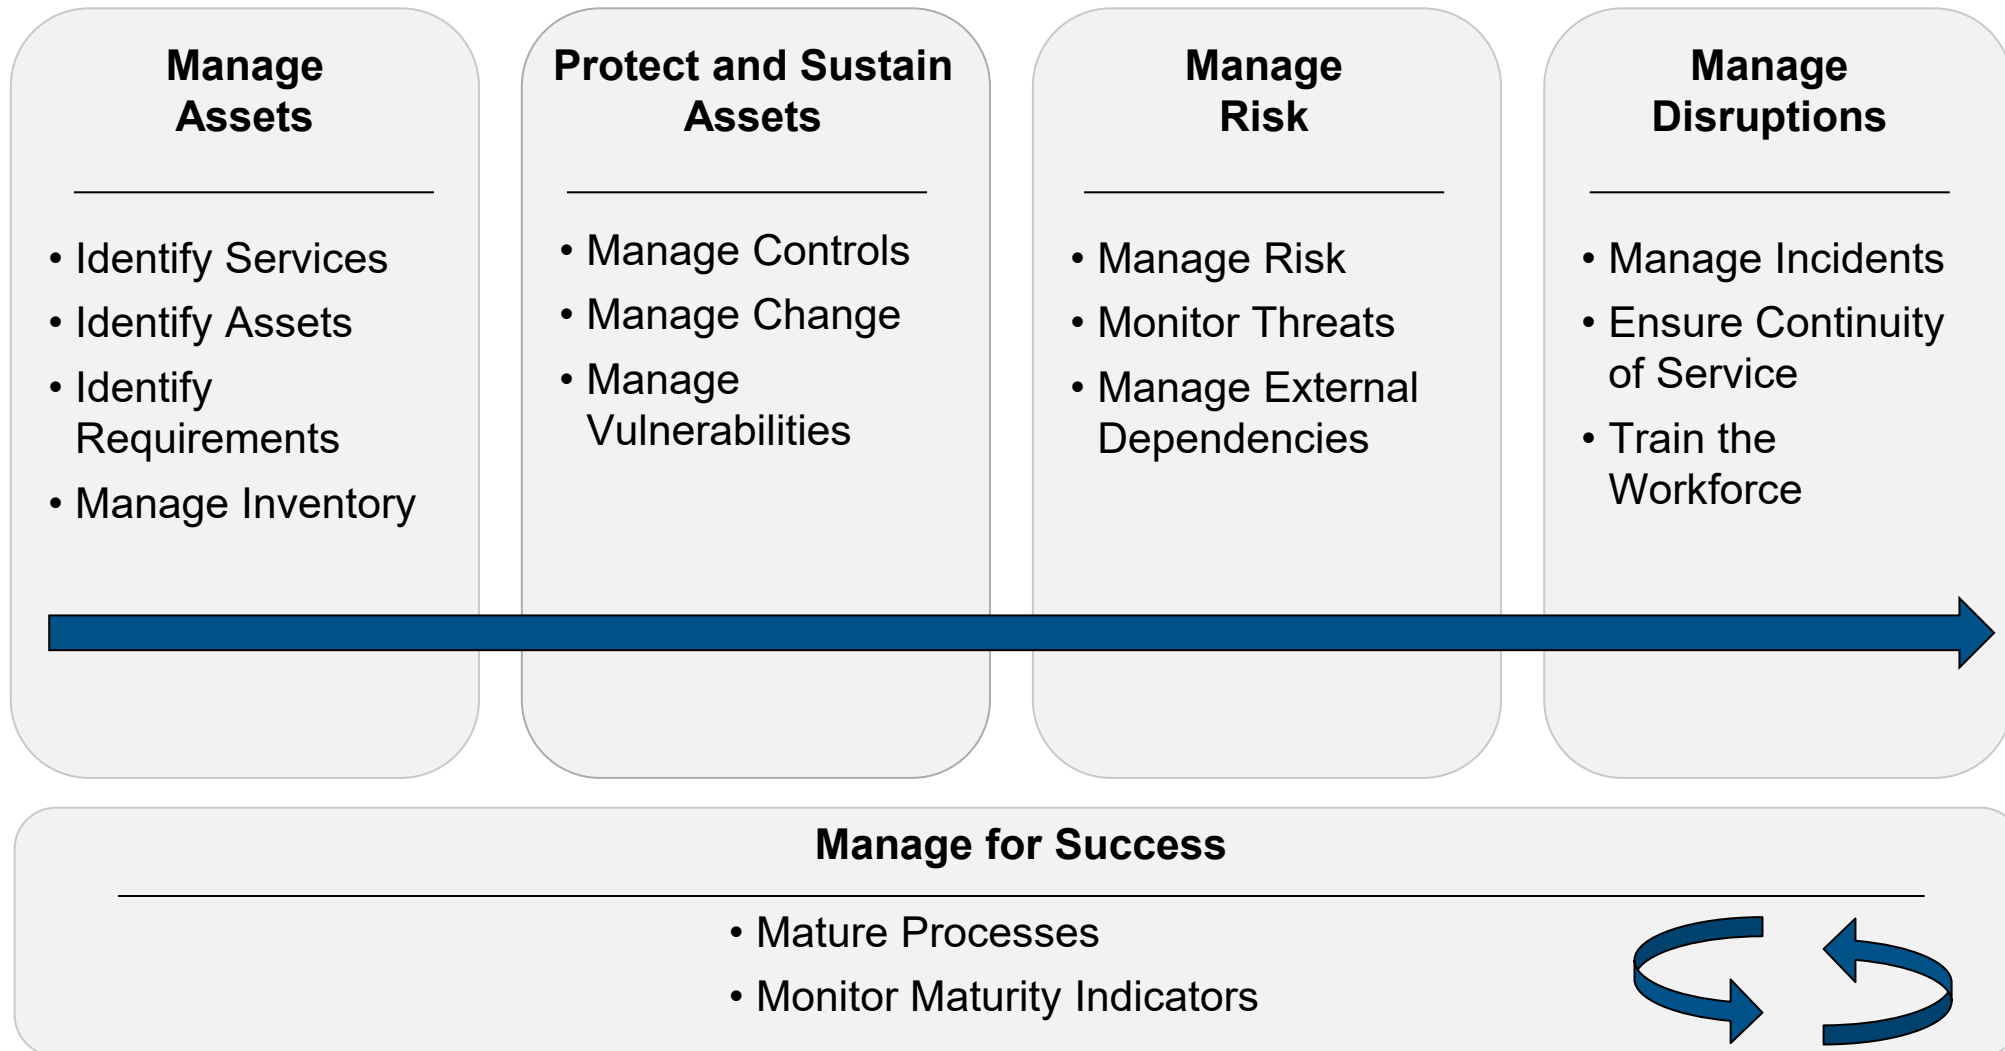 Manage
Assets
• Identify Services
• Identify Assets
• Identify
Requirements
• Manage Inventory
Protect and Sustain
Assets
• Manage Controls
• Manage Change
• Manage
Vulnerabilities
Manage
Risk
• Manage Risk
• Monitor Threats
• Manage External
Dependencies
Manage
Disruptions
• Manage Incidents
• Ensure Continuity
of Service
• Train the
Workforce
Manage for Success
• Mature Processes
• Monitor Maturity Indicators